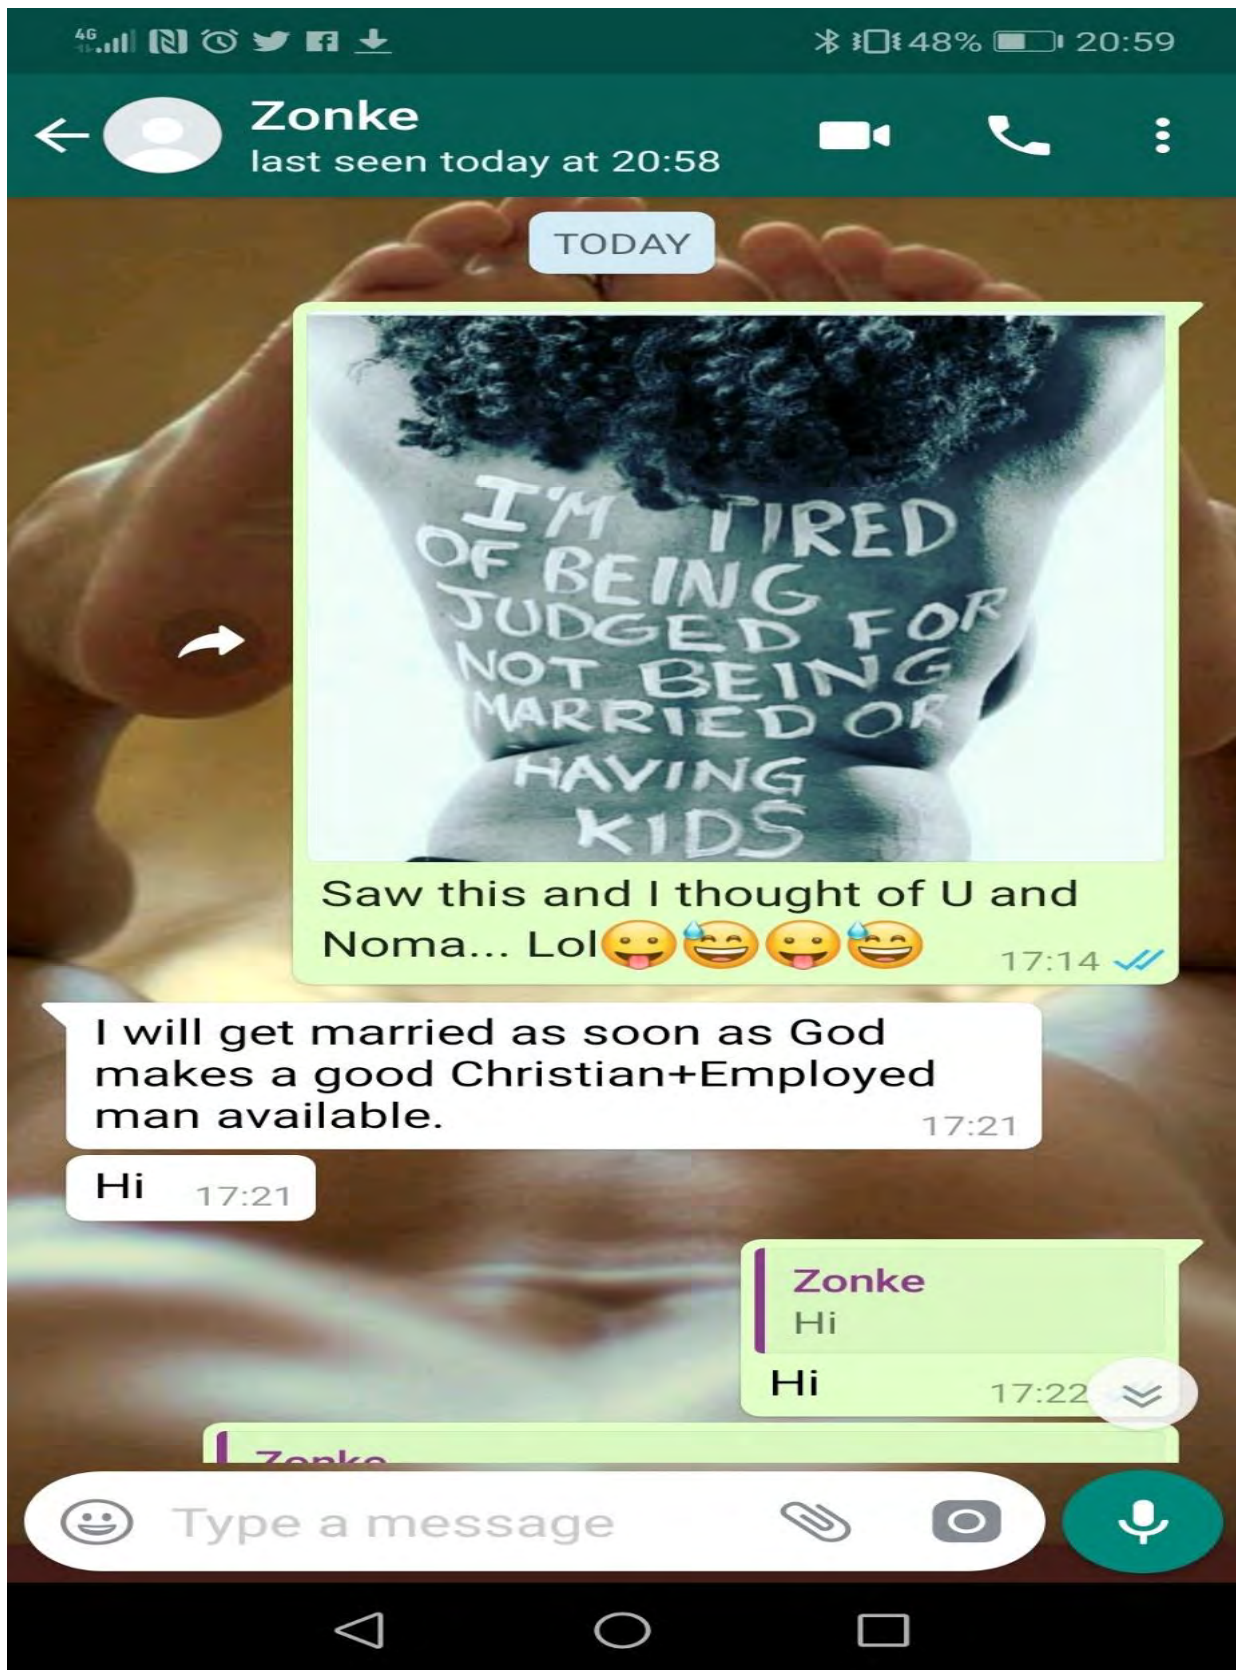 4G 48% 20:59
Zonke
last seen today at 20:58
TODAY
I'M TIRED
OF BEING
JUDGED FOR
NOT BEING
MARRIED OR
HAVING
KIDS
Saw this and I thought of U and
Noma... Lol😛😅😛😅 17:14
I will get married as soon as God
makes a good Christian+Employed
man available. 17:21
Hi 17:21
Zonke
Hi
Hi 17:22
Zonke
Type a message